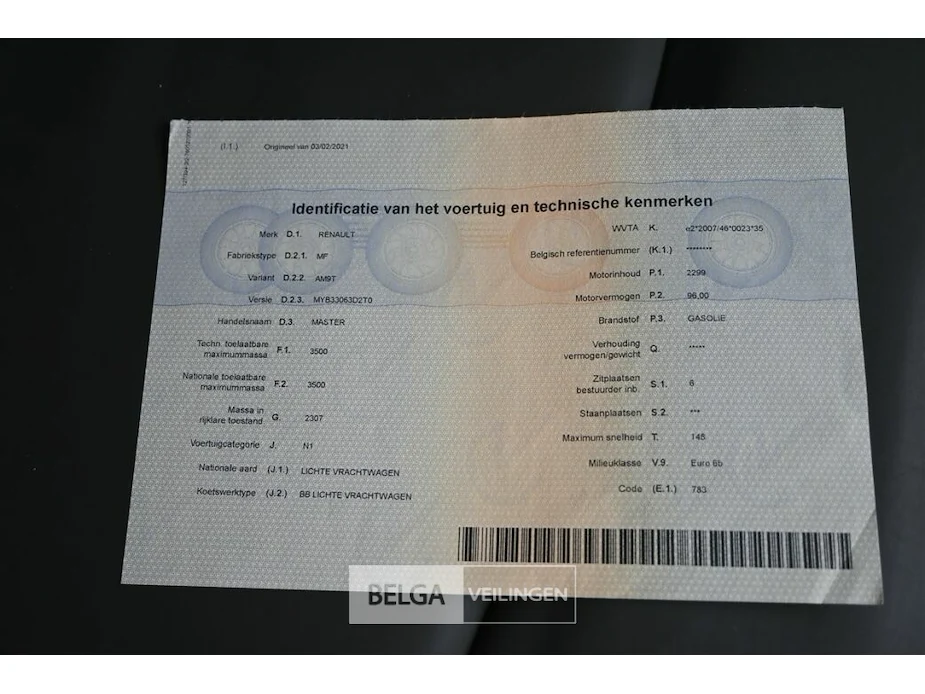 (I.1.) Origineel van 03/02/2021
Identificatie van het voertuig en technische kenmerken
Merk D.1. RENAULT
Fabriekstype D.2.1. MF
Variant D.2.2. AM9T
Versie D.2.3. MYB33063D2T0
Handelsnaam D.3. MASTER
Techn. toelaatbare
maximummassa F.1. 3500
Nationale toelaatbare
maximummassa F.2. 3500
Massa in
rijklare toestand G. 2307
Voertuigcategorie J. N1
Nationale aard (J.1.) LICHTE VRACHTWAGEN
Koetswerktype (J.2.) BB LICHTE VRACHTWAGEN
WVTA K. e2*2007/46*0023*35
Belgisch referentienummer (K.1.) ********
Motorinhoud P.1. 2299
Motorvermogen P.2. 96,00
Brandstof P.3. GASOLIE
Verhouding
vermogen/gewicht Q. *****
Zitplaatsen
bestuurder inb. S.1. 6
Staanplaatsen S.2. ***
Maximum snelheid T. 145
Milieuklasse V.9. Euro 6b
Code (E.1.) 783
BELGA VEILINGEN